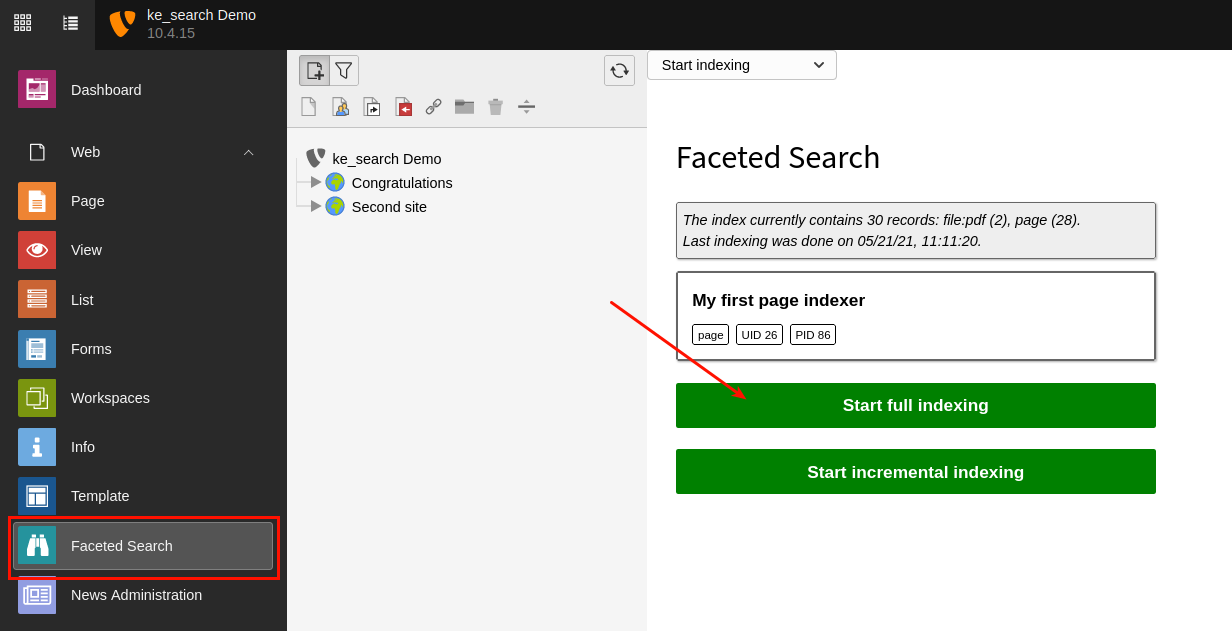 ke_search Demo
10.4.15
Dashboard
Web
Page
View
List
Forms
Workspaces
Info
Template
Faceted Search
News Administration
ke_search Demo
Congratulations
Second site
Start indexing
Faceted Search
The index currently contains 30 records: file:pdf (2), page (28).
Last indexing was done on 05/21/21, 11:11:20.
My first page indexer
page UID 26 PID 86
Start full indexing
Start incremental indexing